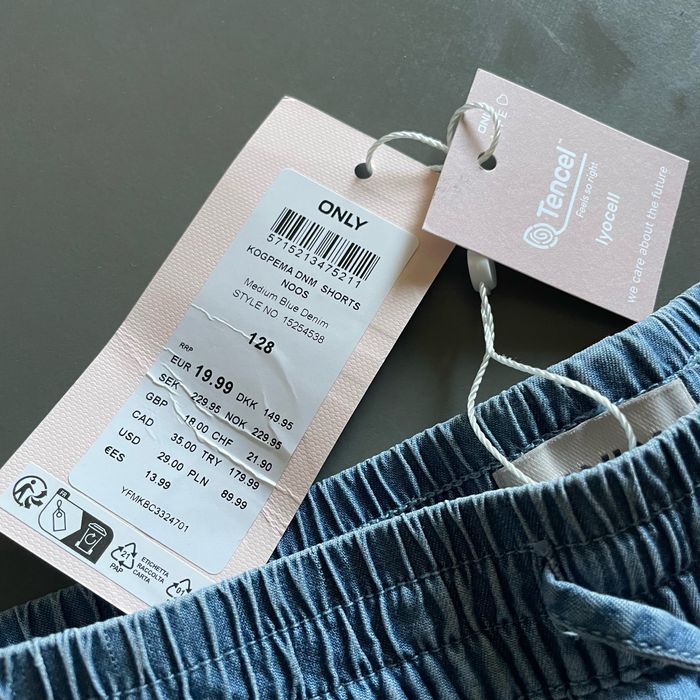 ONLY
5715213475211
KOGPEMA DNM SHORTS
NOOS
Medium Blue Denim
STYLE NO 15254538
128
RRP
EUR 19.99 DKK 149.95
SEK 229.95 NOK 229.95
GBP 18.00 CHF 21.90
CAD 35.00 TRY 179.99
USD 29.00 PLN 89.99
€ES 13.99
YFMKBC3324701
FR
21
PAP
ETICHETTA
RACCOLTA
CARTA
01
Tencel™
Feels so right
lyocell
we care about the future